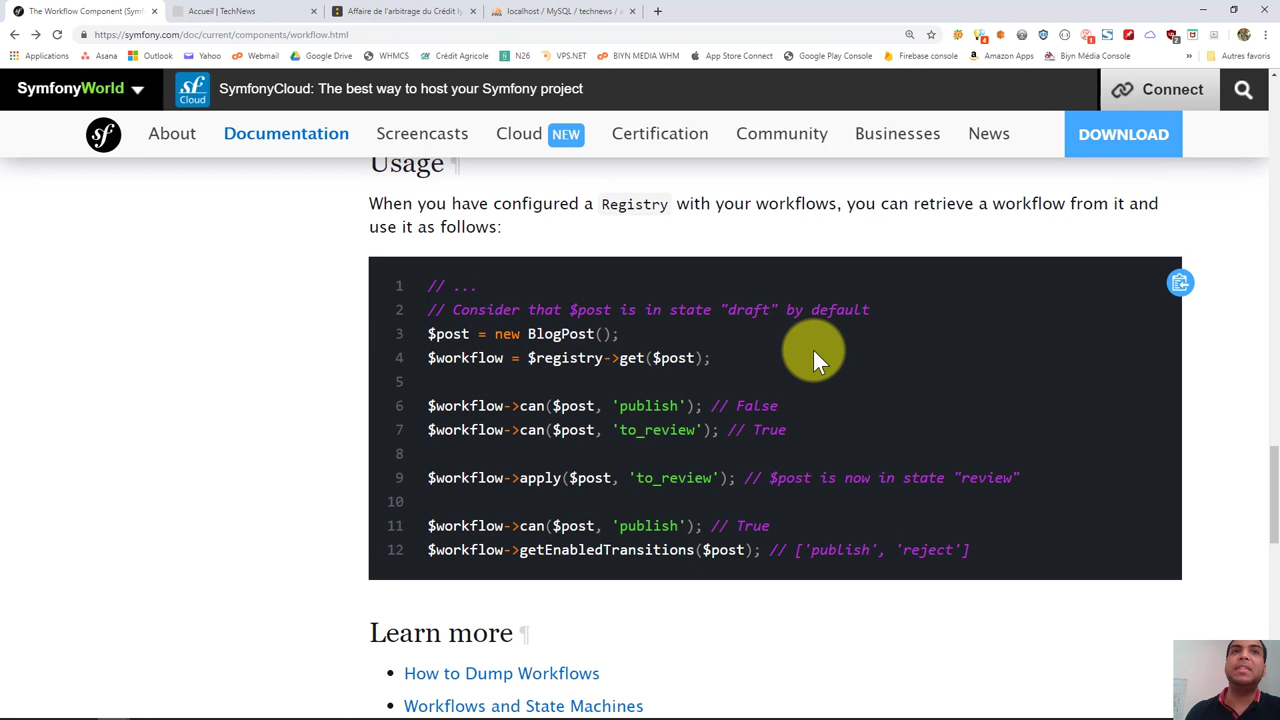 The Workflow Component (Symf
Accueil | TechNews
Affaire de l'arbitrage du Crédit ly
localhost / MySQL / technews / a
https://symfony.com/doc/current/components/workflow.html
Applications
Asana
Outlook
Yahoo
Webmail
Google Drive
WHMCS
Crédit Agricole
N26
VPS.NET
BIYN MEDIA WHM
App Store Connect
Google Play Console
Firebase console
Amazon Apps
Biyn Média Console
»
Autres favoris
SymfonyWorld
sf Cloud
SymfonyCloud: The best way to host your Symfony project
Connect
sf
About
Documentation
Screencasts
Cloud NEW
Certification
Community
Businesses
News
DOWNLOAD
Usage ¶
When you have configured a Registry with your workflows, you can retrieve a workflow from it and
use it as follows:
1 // ...
2 // Consider that $post is in state "draft" by default
3 $post = new BlogPost();
4 $workflow = $registry->get($post);
5
6 $workflow->can($post, 'publish'); // False
7 $workflow->can($post, 'to_review'); // True
8
9 $workflow->apply($post, 'to_review'); // $post is now in state "review"
10
11 $workflow->can($post, 'publish'); // True
12 $workflow->getEnabledTransitions($post); // ['publish', 'reject']
Learn more ¶
How to Dump Workflows
Workflows and State Machines